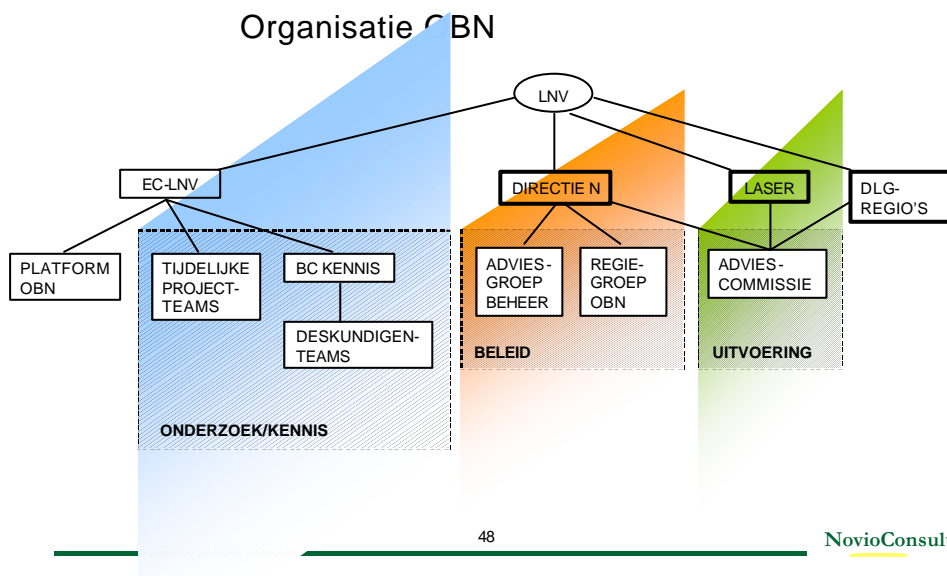 Organisatie OBN
LNV
EC-LNV
DIRECTIE N
LASER
DLG-
REGIO'S
PLATFORM
OBN
TIJDELIJKE
PROJECT-
TEAMS
BC KENNIS
ADVIES-
GROEP
BEHEER
REGIE-
GROEP
OBN
ADVIES-
COMMISSIE
DESKUNDIGEN-
TEAMS
BELEID
UITVOERING
ONDERZOEK/KENNIS
48
NovioConsul